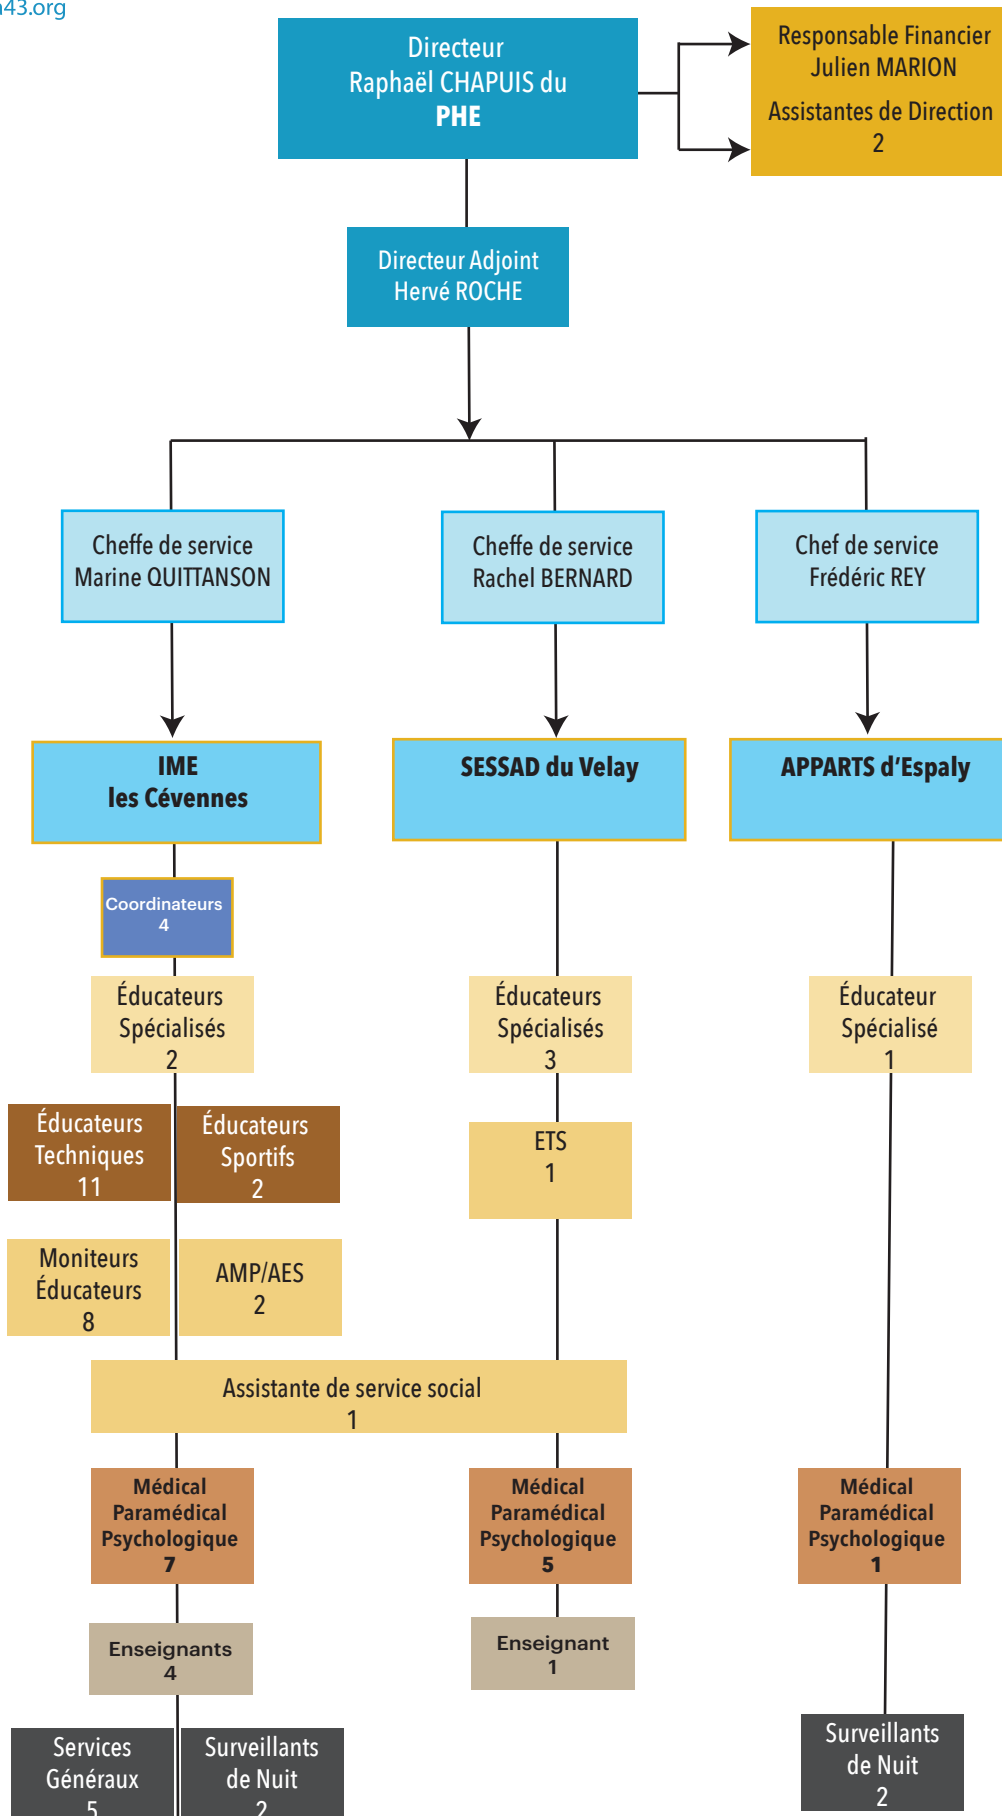 a43.org
Directeur
Raphaël CHAPUIS du
PHE
Responsable Financier
Julien MARION
Assistantes de Direction
2
Directeur Adjoint
Hervé ROCHE
Cheffe de service
Marine QUITTANSON
Cheffe de service
Rachel BERNARD
Chef de service
Frédéric REY
IME
les Cévennes
SESSAD du Velay
APPARTS d’Espaly
Coordinateurs
4
Éducateurs
Spécialisés
2
Éducateurs
Spécialisés
3
Éducateur
Spécialisé
1
Éducateurs
Techniques
11
Éducateurs
Sportifs
2
ETS
1
Moniteurs
Éducateurs
8
AMP/AES
2
Assistante de service social
1
Médical
Paramédical
Psychologique
7
Médical
Paramédical
Psychologique
5
Médical
Paramédical
Psychologique
1
Enseignants
4
Enseignant
1
Services
Généraux
5
Surveillants
de Nuit
2
Surveillants
de Nuit
2